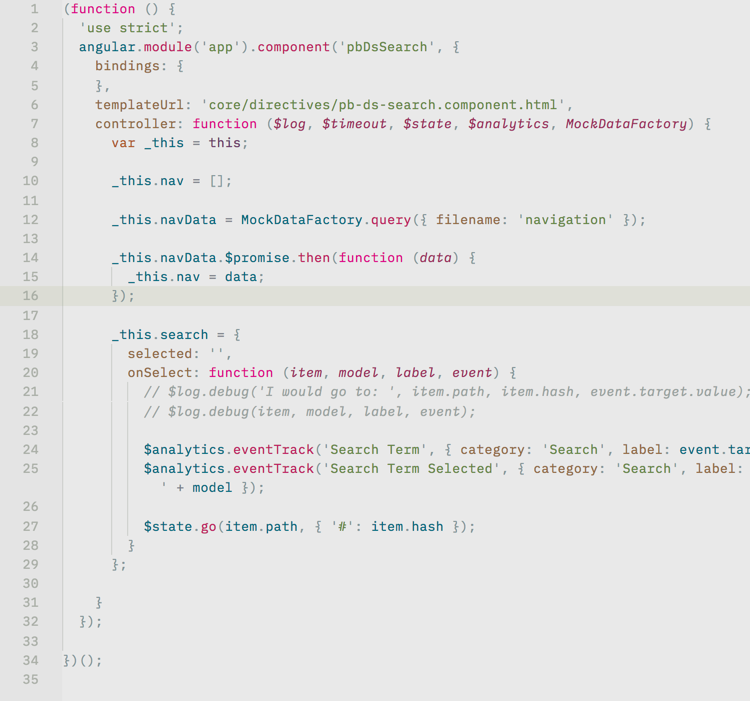 1 (function () {
2 'use strict';
3 angular.module('app').component('pbDsSearch', {
4 bindings: {
5 },
6 templateUrl: 'core/directives/pb-ds-search.component.html',
7 controller: function ($log, $timeout, $state, $analytics, MockDataFactory) {
8 var _this = this;
9
10 _this.nav = [];
11
12 _this.navData = MockDataFactory.query({ filename: 'navigation' });
13
14 _this.navData.$promise.then(function (data) {
15 _this.nav = data;
16 });
17
18 _this.search = {
19 selected: '',
20 onSelect: function (item, model, label, event) {
21 // $log.debug('I would go to: ', item.path, item.hash, event.target.value);
22 // $log.debug(item, model, label, event);
23
24 $analytics.eventTrack('Search Term', { category: 'Search', label: event.tar
25 $analytics.eventTrack('Search Term Selected', { category: 'Search', label:
' + model });
26
27 $state.go(item.path, { '#': item.hash });
28 }
29 };
30
31 }
32 });
33
34 })();
35